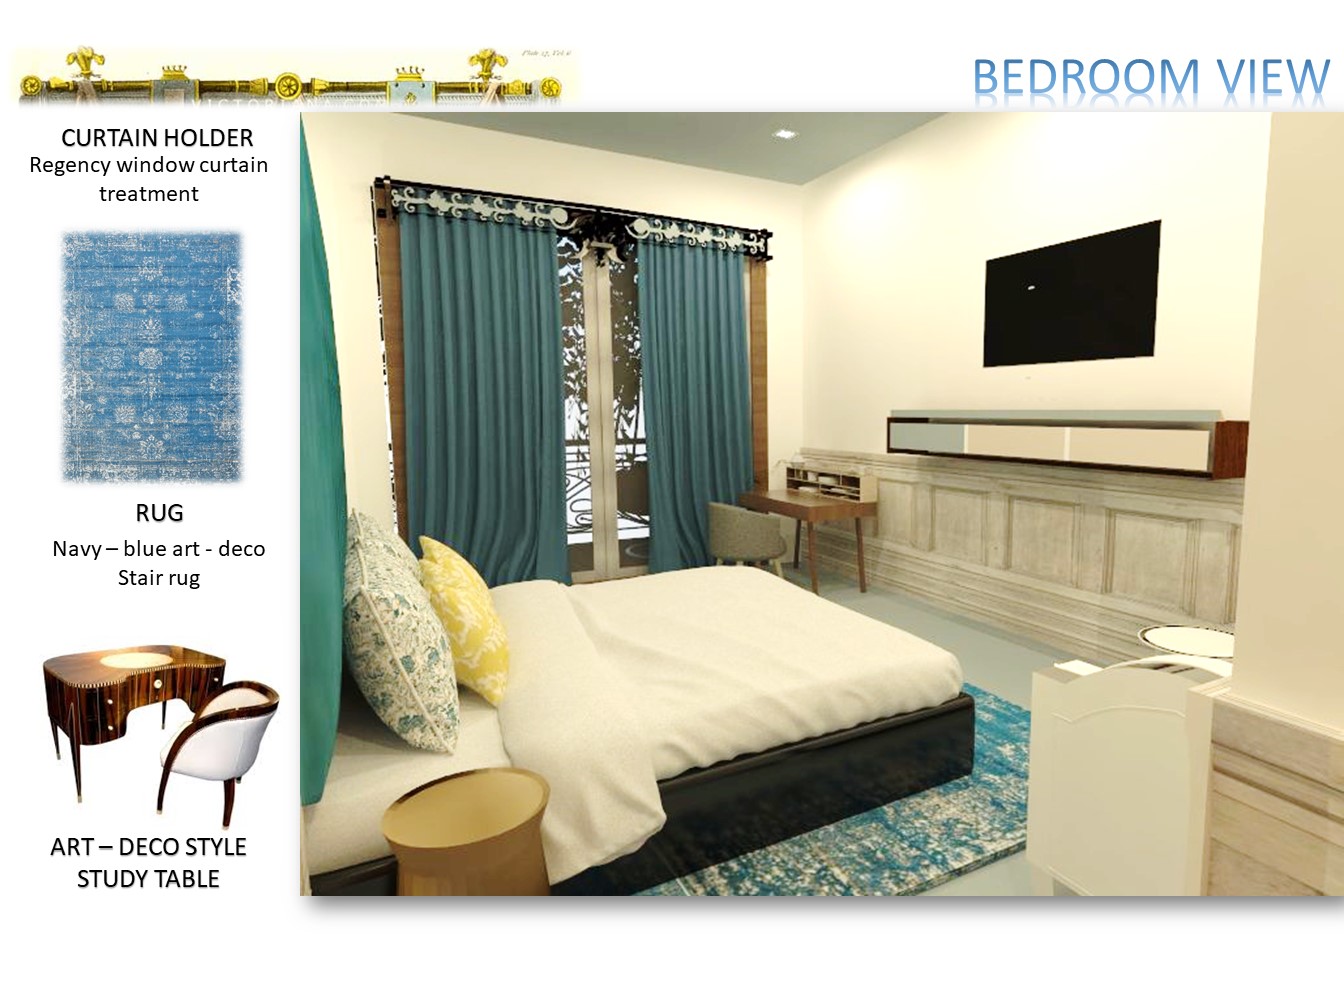 BEDROOM VIEW
CURTAIN HOLDER
Regency window curtain
treatment
RUG
Navy – blue art - deco
Stair rug
ART – DECO STYLE
STUDY TABLE